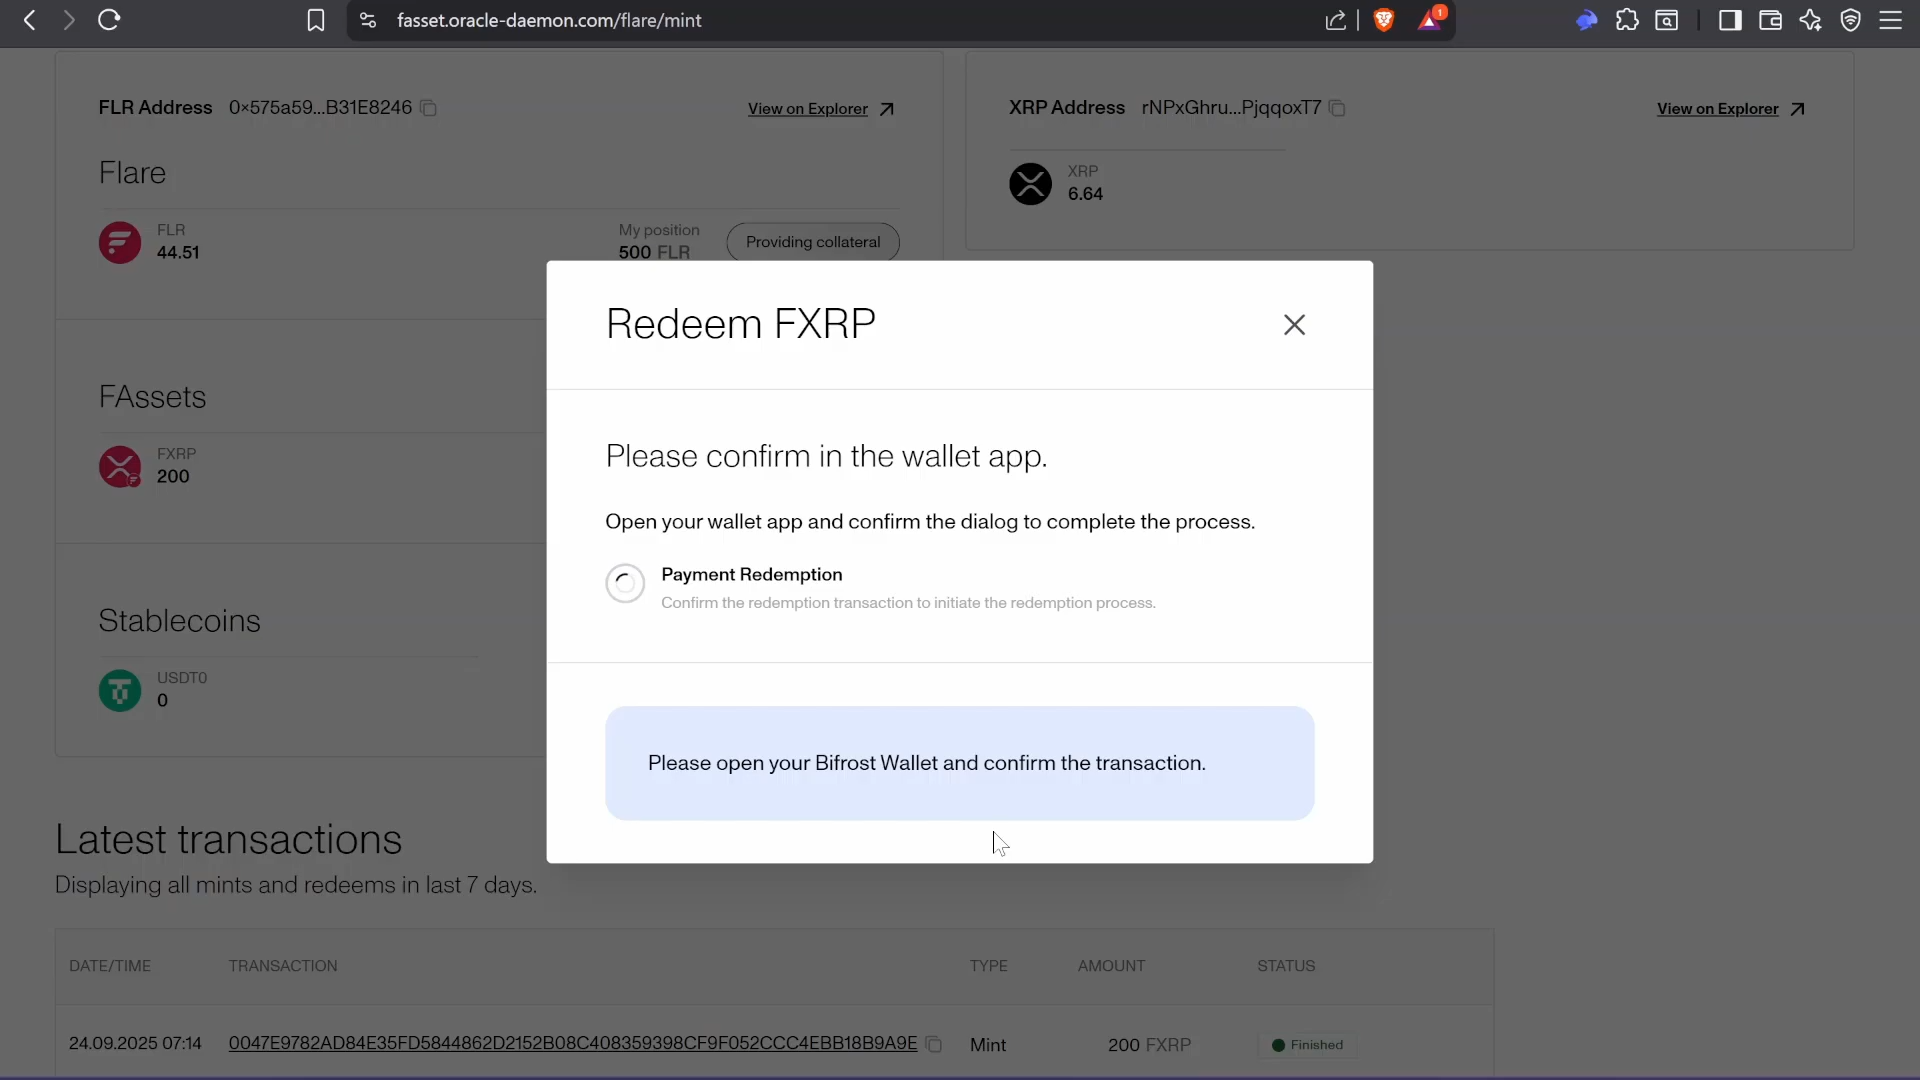 fasset.oracle-daemon.com/flare/mint
1
FLR Address 0×575a59...B31E8246
View on Explorer
XRP Address rNPxGhru...PjqqoxT7
View on Explorer
Flare
FLR
44.51
My position
500 FLR
Providing collateral
XRP
6.64
Redeem FXRP
Please confirm in the wallet app.
Open your wallet app and confirm the dialog to complete the process.
Payment Redemption
Confirm the redemption transaction to initiate the redemption process.
Please open your Bifrost Wallet and confirm the transaction.
FAssets
FXRP
200
Stablecoins
USDT0
0
Latest transactions
Displaying all mints and redeems in last 7 days.
DATE/TIME TRANSACTION TYPE AMOUNT STATUS
24.09.2025 07:14 0047E9782AD84E35FD5844862D2152B08C408359398CF9F052CCC4EBB18B9A9E Mint 200 FXRP Finished